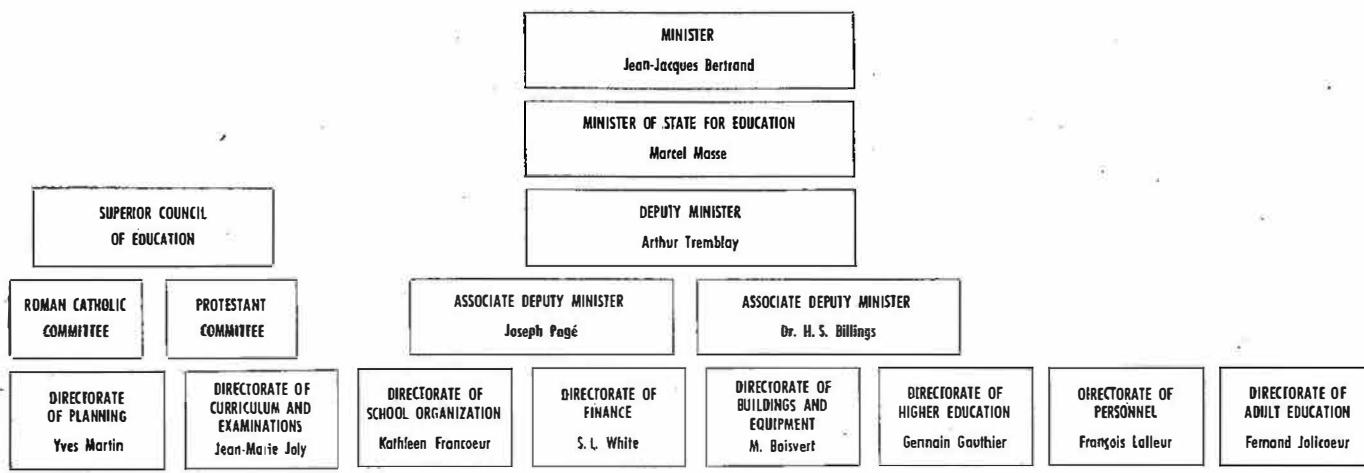 MINISTER
Jean-Jacques Bertrand
MINISTER OF STATE FOR EDUCATION
Marcel Masse
SUPERIOR COUNCIL
OF EDUCATION
DEPUTY MINISTER
Arthur Tremblay
ROMAN CATHOLIC
COMMITTEE
PROTESTANT
COMMITTEE
ASSOCIATE DEPUTY MINISTER
Joseph Pagé
ASSOCIATE DEPUTY MINISTER
Dr. H. S. Billings
DIRECTORATE
OF PLANNING
Yves Martin
DIRECTORATE OF
CURRICULUM AND
EXAMINATIONS
Jean-Marie Joly
DIRECTORATE OF
SCHOOL ORGANIZATION
Kathleen Francoeur
DIRECTORATE OF
FINANCE
S. L. White
DIRECTORATE OF
BUILDINGS AND
EQUIPMENT
M. Boisvert
DIRECTORATE OF
HIGHER EDUCATION
Germain Gauthier
DIRECTORATE OF
PERSONNEL
François Lalleur
DIRECTORATE OF
ADULT EDUCATION
Fernand Jolicoeur